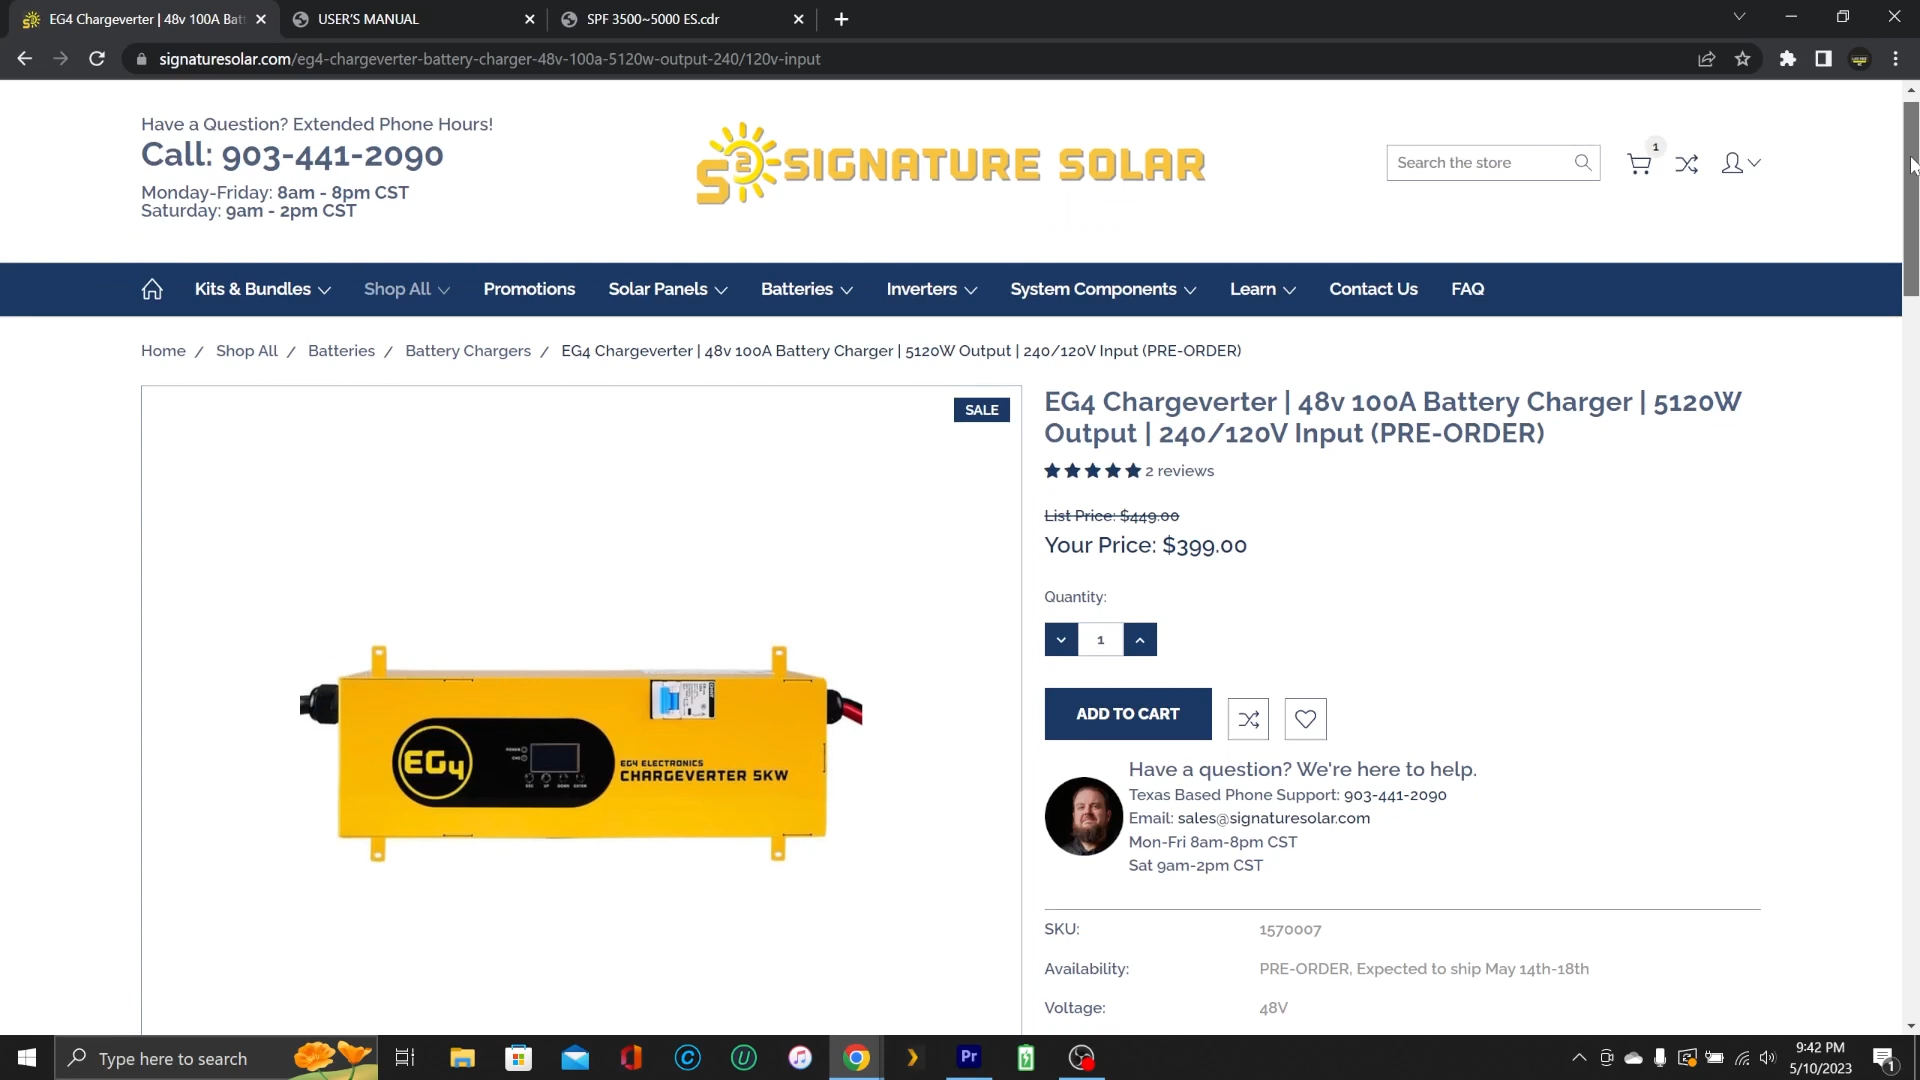 EG4 Chargeverter | 48v 100A Batt
USER'S MANUAL
SPF 3500~5000 ES.cdr
signaturesolar.com/eg4-chargeverter-battery-charger-48v-100a-5120w-output-240/120v-input
Have a Question? Extended Phone Hours!
Call: 903-441-2090
Monday-Friday: 8am - 8pm CST
Saturday: 9am - 2pm CST
SIGNATURE SOLAR
Search the store
1
Kits & Bundles
Shop All
Promotions
Solar Panels
Batteries
Inverters
System Components
Learn
Contact Us
FAQ
Home / Shop All / Batteries / Battery Chargers / EG4 Chargeverter | 48v 100A Battery Charger | 5120W Output | 240/120V Input (PRE-ORDER)
SALE
EG4
EG4 ELECTRONICS
CHARGEVERTER 5KW
EG4 Chargeverter | 48v 100A Battery Charger | 5120W
Output | 240/120V Input (PRE-ORDER)
2 reviews
List Price: $449.00
Your Price: $399.00
Quantity:
1
ADD TO CART
Have a question? We're here to help.
Texas Based Phone Support: 903-441-2090
Email: sales@signaturesolar.com
Mon-Fri 8am-8pm CST
Sat 9am-2pm CST
SKU: 1570007
Availability: PRE-ORDER, Expected to ship May 14th-18th
Voltage: 48V
Type here to search
Pr
9:42 PM
5/10/2023
1